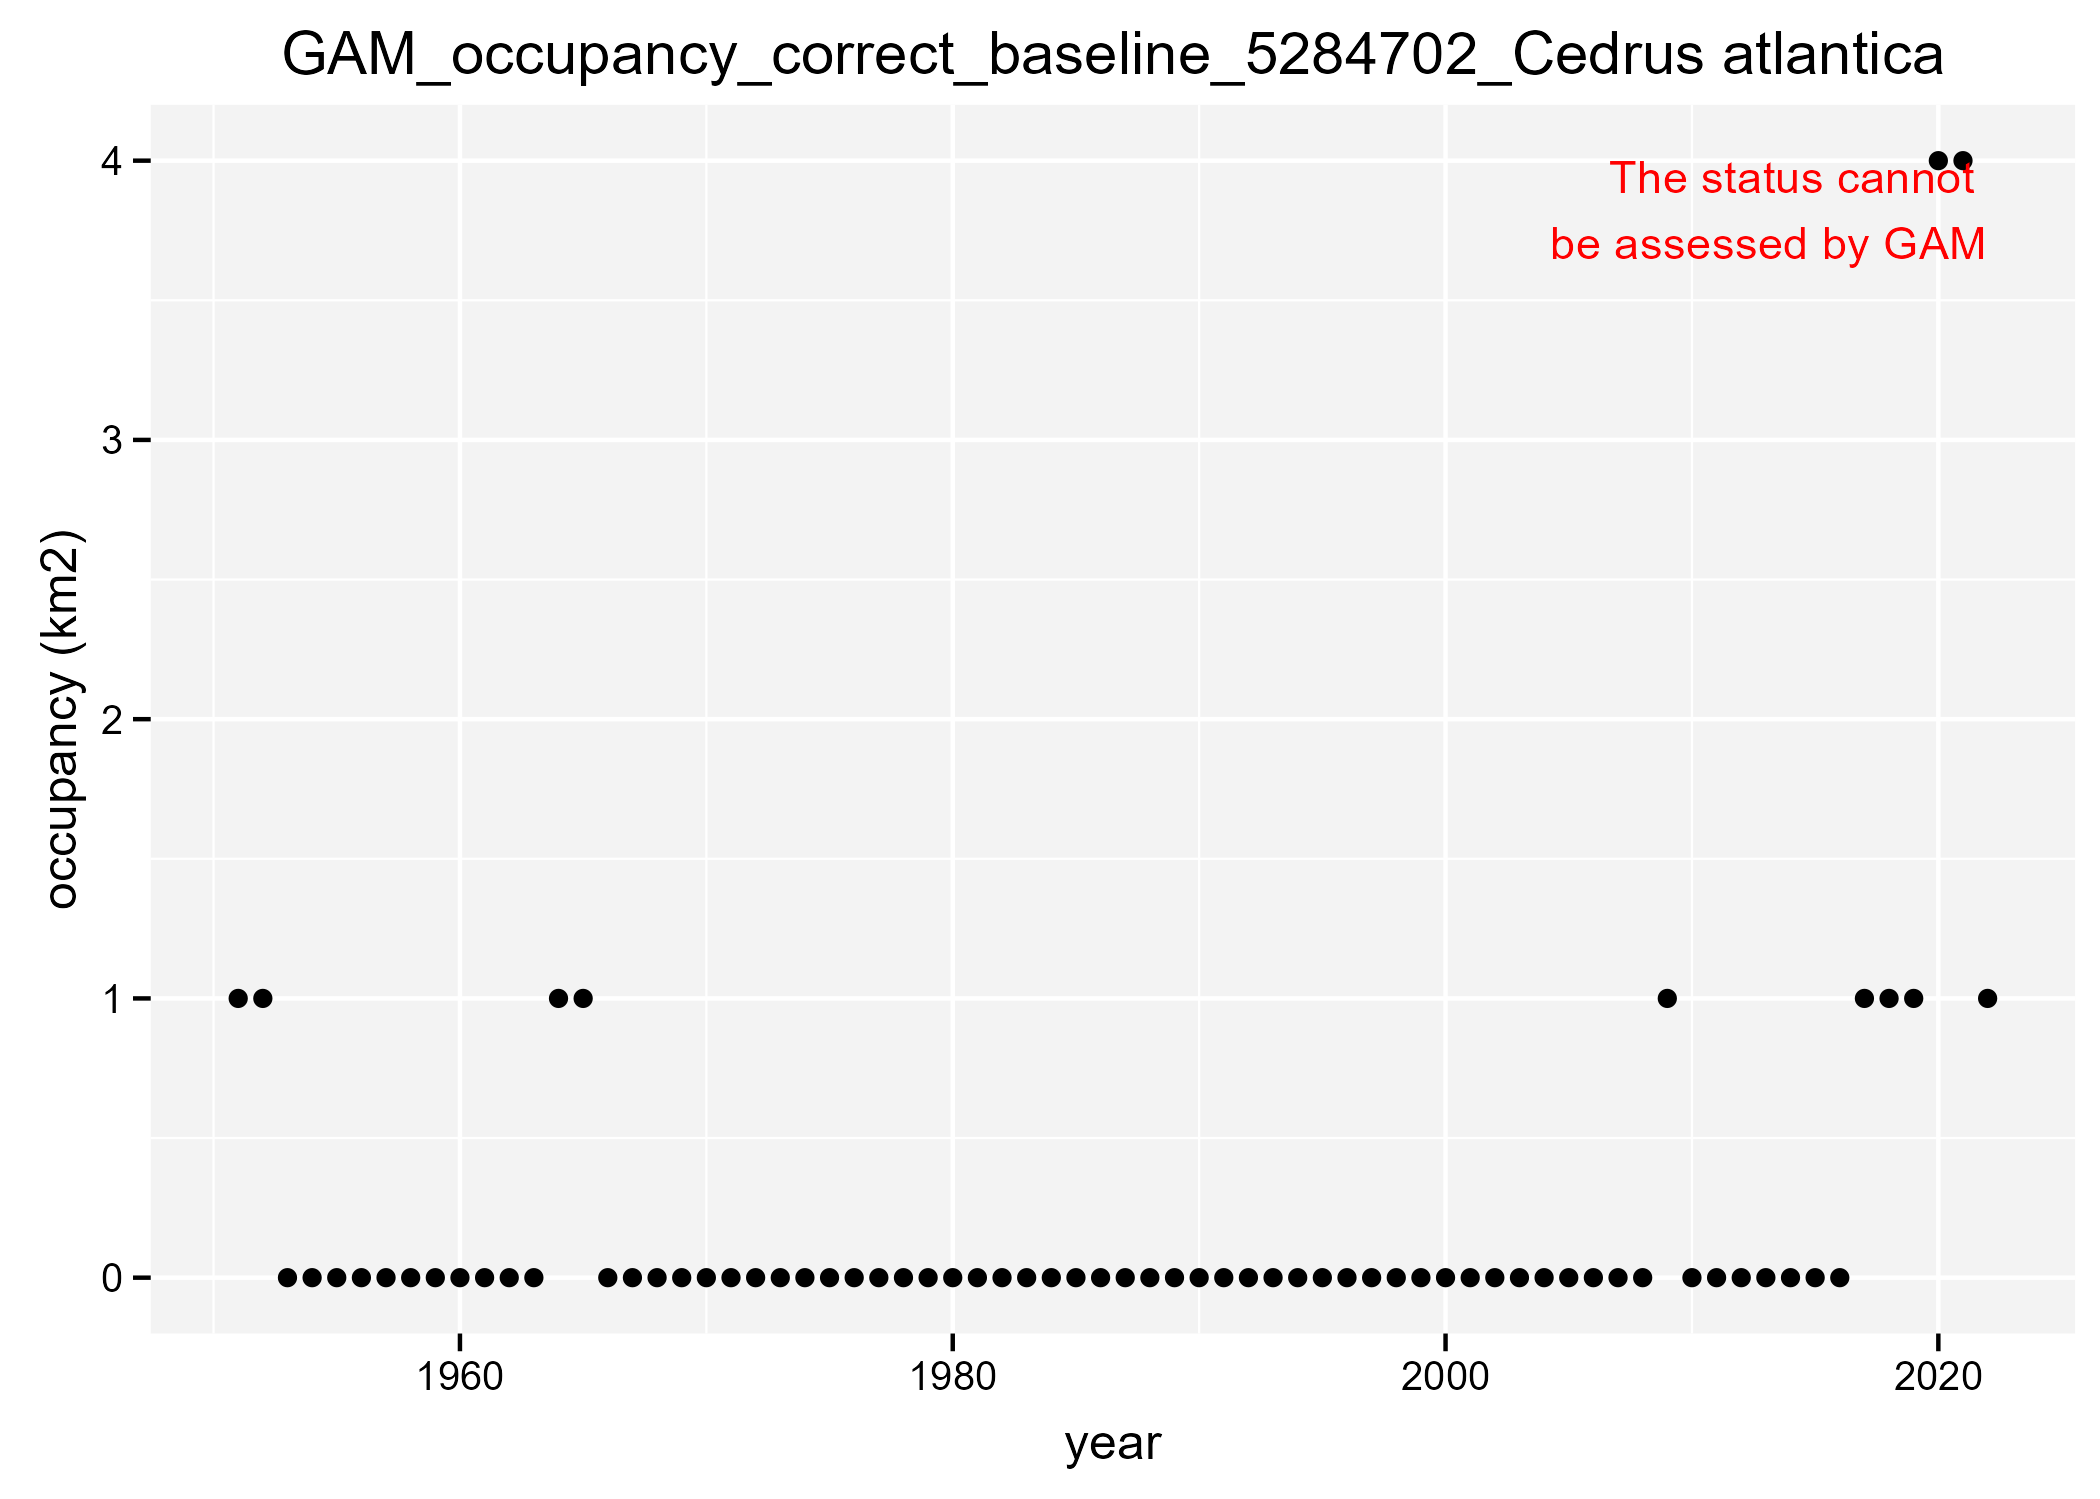 GAM_occupancy_correct_baseline_5284702_Cedrus atlantica
4
The status cannot
be assessed by GAM
3
occupancy (km2)
2
1
0
1960 1980 2000 2020
year